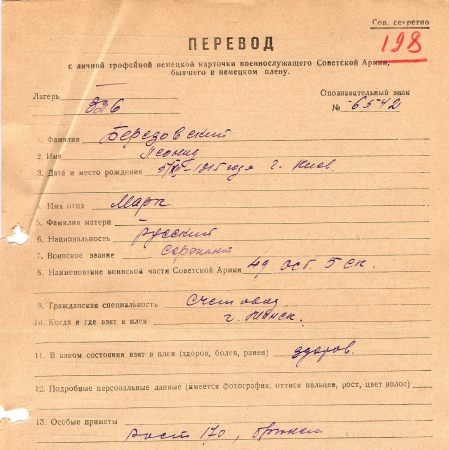 Сов. секретно
198
ПЕРЕВОД
с личной трофейной немецкой карточки военнослужащего Советской Армии,
бывшего в немецком плену.
Лагерь 326 Опознавательный знак
№ 6542
1. Фамилия Березовский
2 Имя Леонид
3. Дата и место рождения 1915 года г. Киев.
Имя отца Марк
5. Фамилия матери
6. Национальность Русский
7. Воинское звание Сержант
8. Наименование воинской части Советской Армии 49 5 ск.
9. Гражданская специальность Счетовод
10. Когда и где взят в плен г. Минск.
11. В каком состоянии взят в плен (здоров, болен, ранен) здоров.
12. Подробные персональные данные (имеется фотография, оттиск пальцев, рост, цвет волос)
13. Особые приметы
Рост 170,